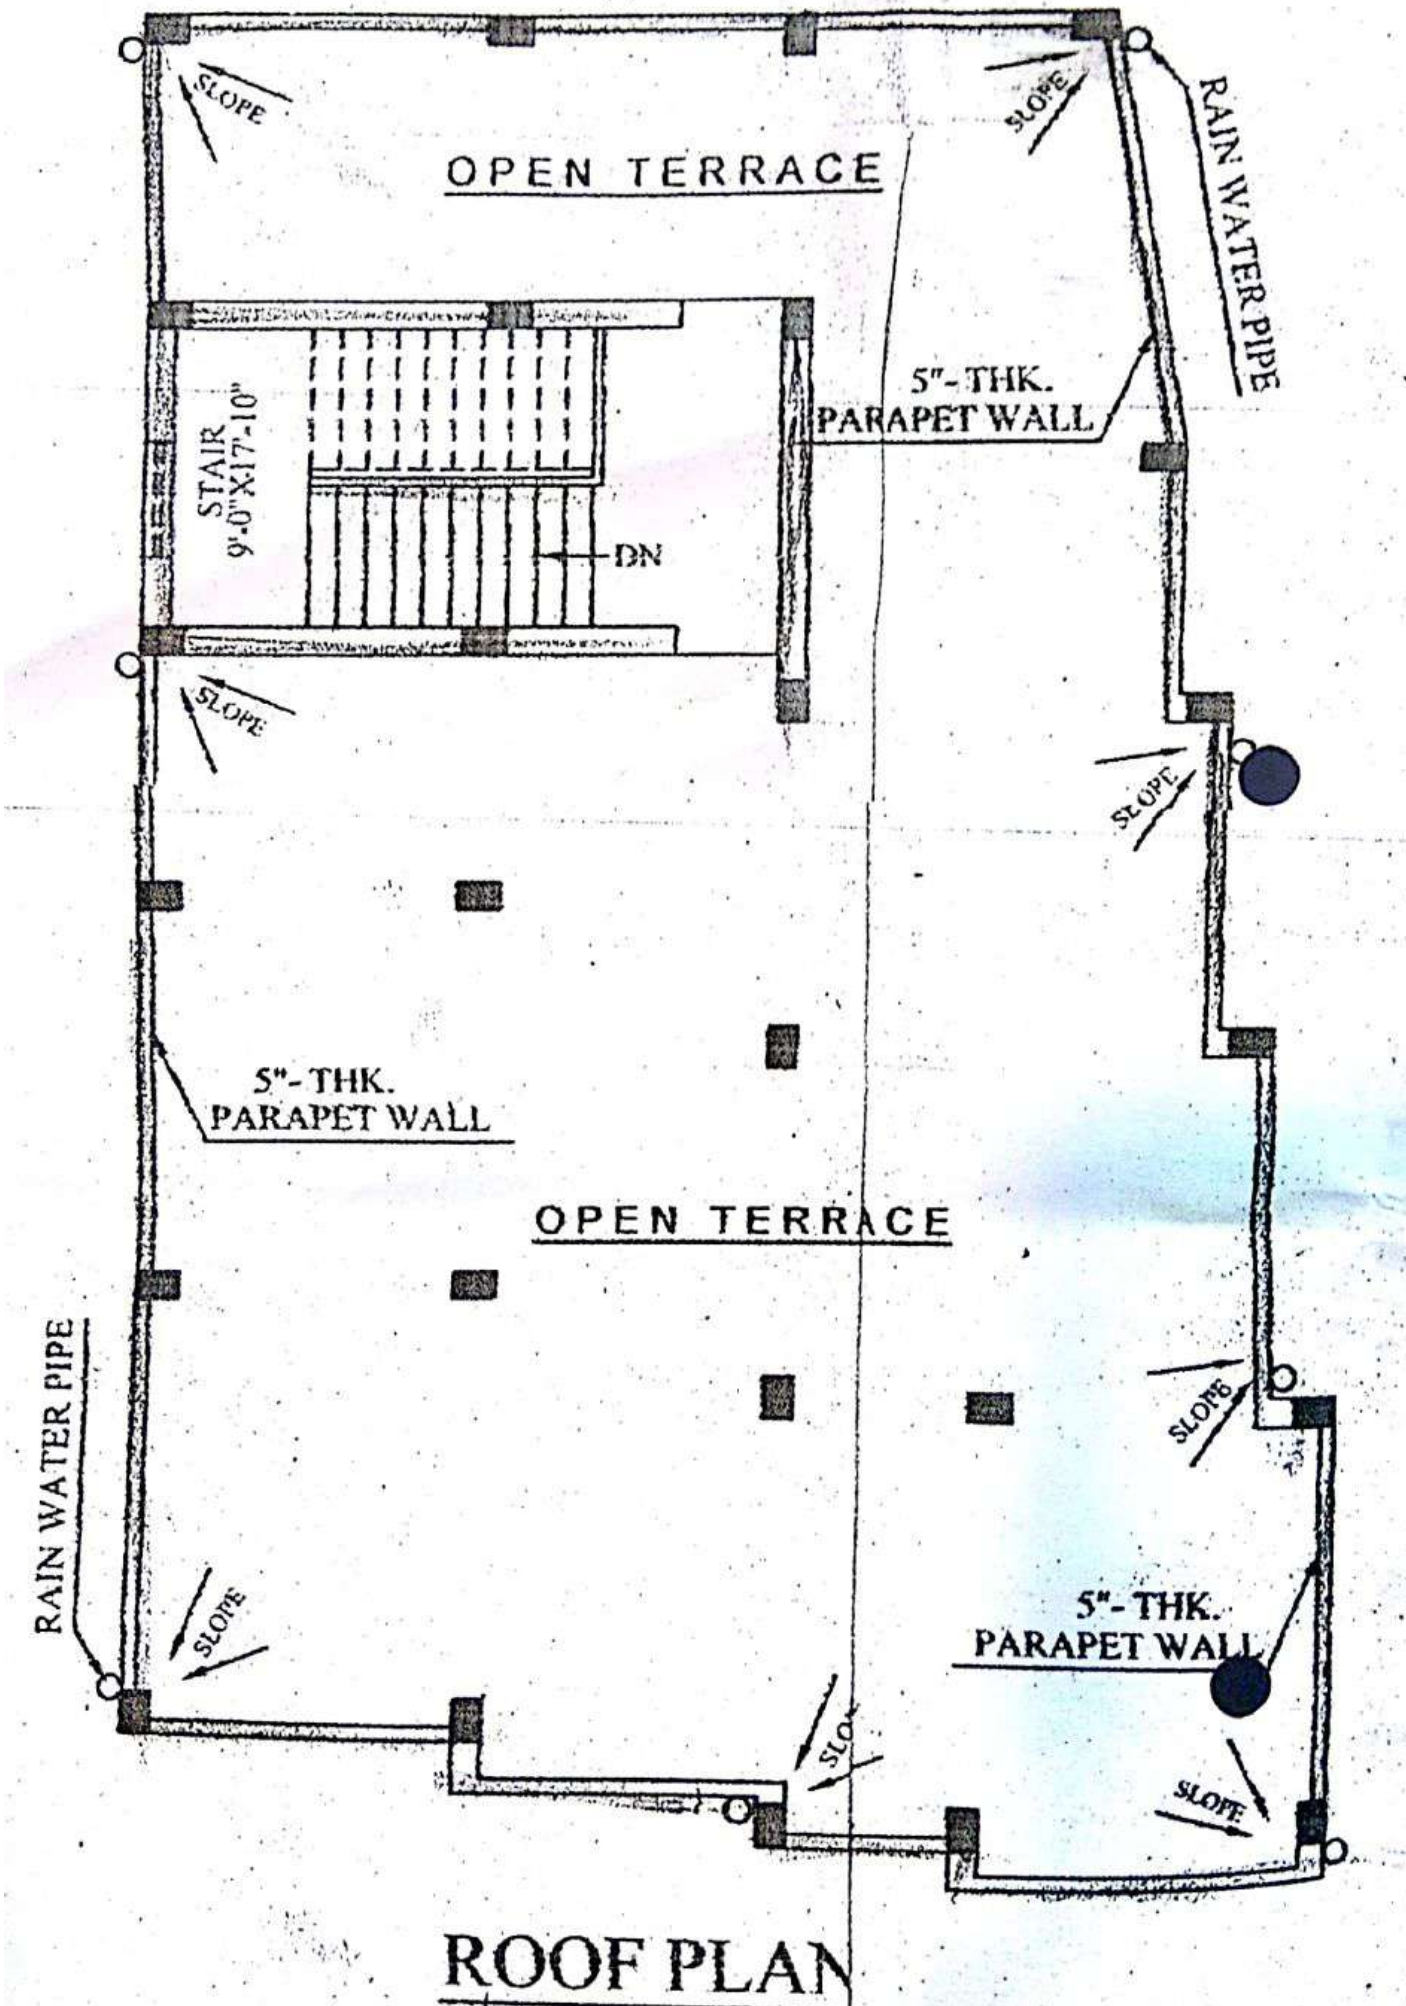 SLOPE
SLOPE
OPEN TERRACE
RAIN WATER PIPE
5"- THK.
PARAPET WALL
STAIR
9'-0"X17'-10"
DN
SLOPE
SLOPE
5"- THK.
PARAPET WALL
OPEN TERRACE
RAIN WATER PIPE
SLOPE
SLOPE
5"- THK.
PARAPET WALL
SLO
SLOPE
ROOF PLAN